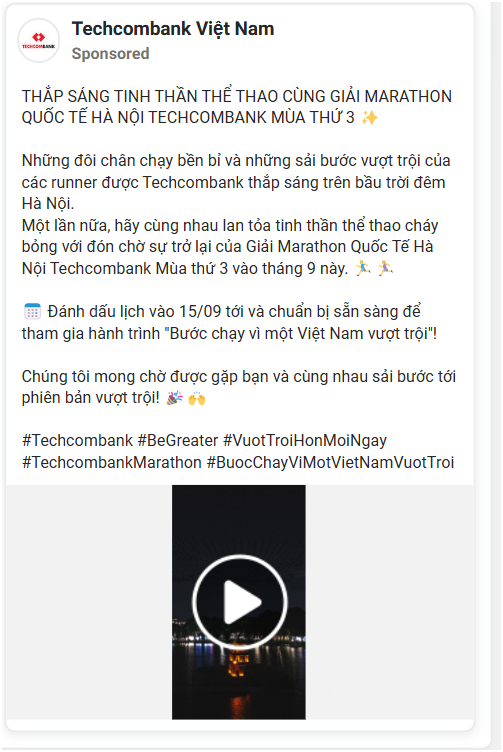 Techcombank Việt Nam
TECHCOMBANK
Sponsored
THẮP SÁNG TINH THẦN THỂ THAO CÙNG GIẢI MARATHON
QUỐC TẾ HÀ NỘI TECHCOMBANK MÙA THỨ 3 ✨
Những đôi chân chạy bền bỉ và những sải bước vượt trội của
các runner được Techcombank thắp sáng trên bầu trời đêm
Hà Nội.
Một lần nữa, hãy cùng nhau lan tỏa tinh thần thể thao cháy
bỏng với đón chờ sự trở lại của Giải Marathon Quốc Tế Hà
Nội Techcombank Mùa thứ 3 vào tháng 9 này. 🏃‍♂️🏃‍♀️
📅 Đánh dấu lịch vào 15/09 tới và chuẩn bị sẵn sàng để
tham gia hành trình "Bước chạy vì một Việt Nam vượt trội"!
Chúng tôi mong chờ được gặp bạn và cùng nhau sải bước tới
phiên bản vượt trội! 🎉🙌
#Techcombank #BeGreater #VuotTroiHonMoiNgay
#TechcombankMarathon #BuocChayViMotVietNamVuotTroi